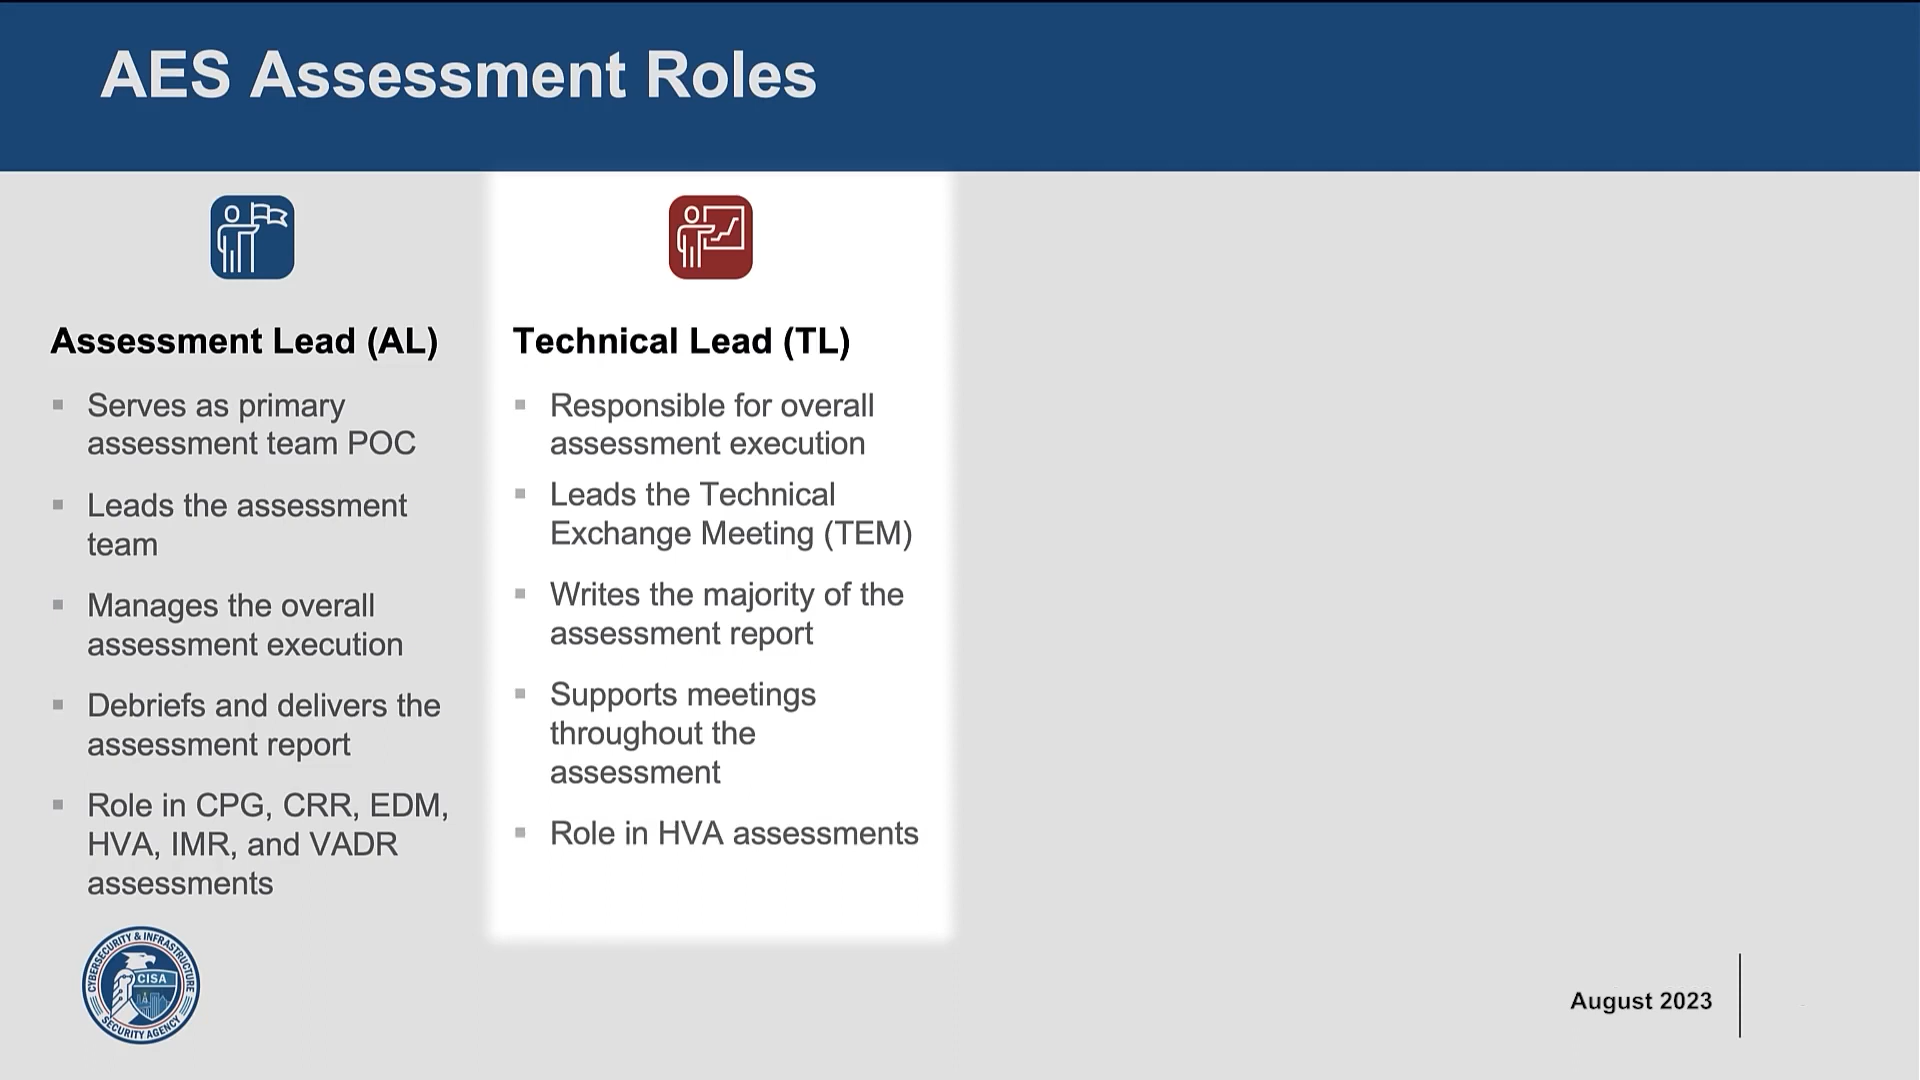 AES Assessment Roles
Assessment Lead (AL)
Serves as primary
assessment team POC
Leads the assessment
team
Manages the overall
assessment execution
Debriefs and delivers the
assessment report
Role in CPG, CRR, EDM,
HVA, IMR, and VADR
assessments
Technical Lead (TL)
Responsible for overall
assessment execution
Leads the Technical
Exchange Meeting (TEM)
Writes the majority of the
assessment report
Supports meetings
throughout the
assessment
Role in HVA assessments
CYBERSECURITY & INFRASTRUCTURE
CISA
SECURITY AGENCY
August 2023